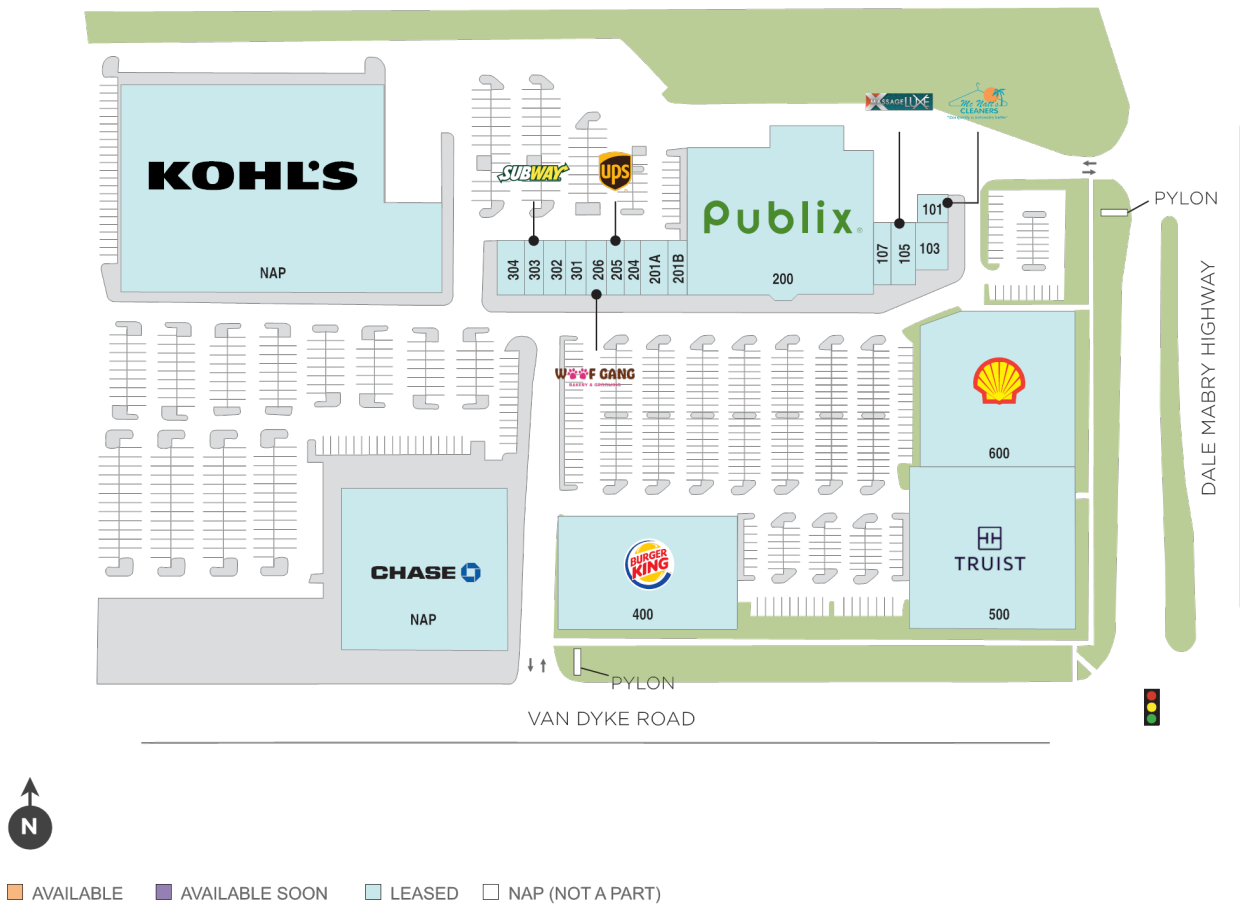 MASSAGE LUXE
Mc Natt's
CLEANERS
KOHL'S
NAP
SUBWAY
ups
Publix
PYLON
101
103
105
107
200
304
303
302
301
206
205
204
201A
201B
WOOF GANG
BAKERY & GROOMING
DALE MABRY HIGHWAY
600
CHASE
NAP
BURGER
KING
400
TRUIST
500
PYLON
VAN DYKE ROAD
N
AVAILABLE
AVAILABLE SOON
LEASED
NAP (NOT A PART)